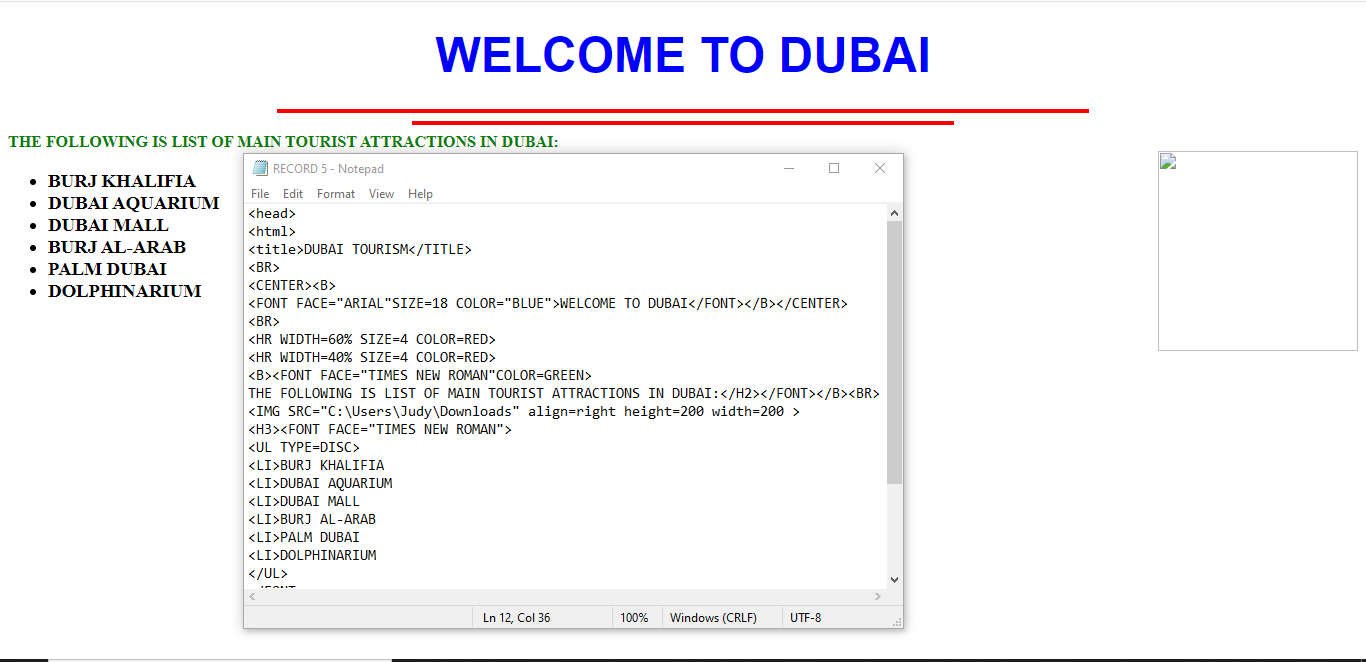 WELCOME TO DUBAI
THE FOLLOWING IS LIST OF MAIN TOURIST ATTRACTIONS IN DUBAI:
BURJ KHALIFIA
DUBAI AQUARIUM
DUBAI MALL
BURJ AL-ARAB
PALM DUBAI
DOLPHINARIUM
RECORD 5 - Notepad
File Edit Format View Help
<head>
<html>
<title>DUBAI TOURISM</TITLE>
<BR>
<CENTER><B>
<FONT FACE="ARIAL"SIZE=18 COLOR="BLUE">WELCOME TO DUBAI</FONT></B></CENTER>
<BR>
<HR WIDTH=60% SIZE=4 COLOR=RED>
<HR WIDTH=40% SIZE=4 COLOR=RED>
<B><FONT FACE="TIMES NEW ROMAN"COLOR=GREEN>
THE FOLLOWING IS LIST OF MAIN TOURIST ATTRACTIONS IN DUBAI:</H2></FONT></B><BR>
<IMG SRC="C:\Users\Judy\Downloads" align=right height=200 width=200 >
<H3><FONT FACE="TIMES NEW ROMAN">
<UL TYPE=DISC>
<LI>BURJ KHALIFIA
<LI>DUBAI AQUARIUM
<LI>DUBAI MALL
<LI>BURJ AL-ARAB
<LI>PALM DUBAI
<LI>DOLPHINARIUM
</UL>
Ln 12, Col 36 100% Windows (CRLF) UTF-8